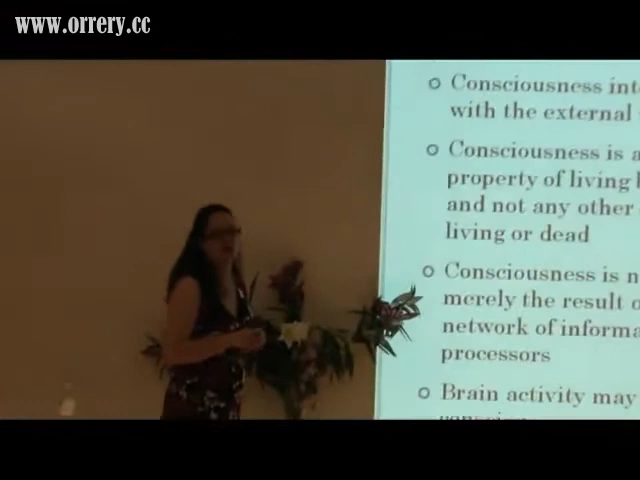 www.orrery.cc
Consciousness int
with the external
Consciousness is a
property of living
and not any other
living or dead
Consciousness is n
merely the result o
network of informa
processors
Brain activity may